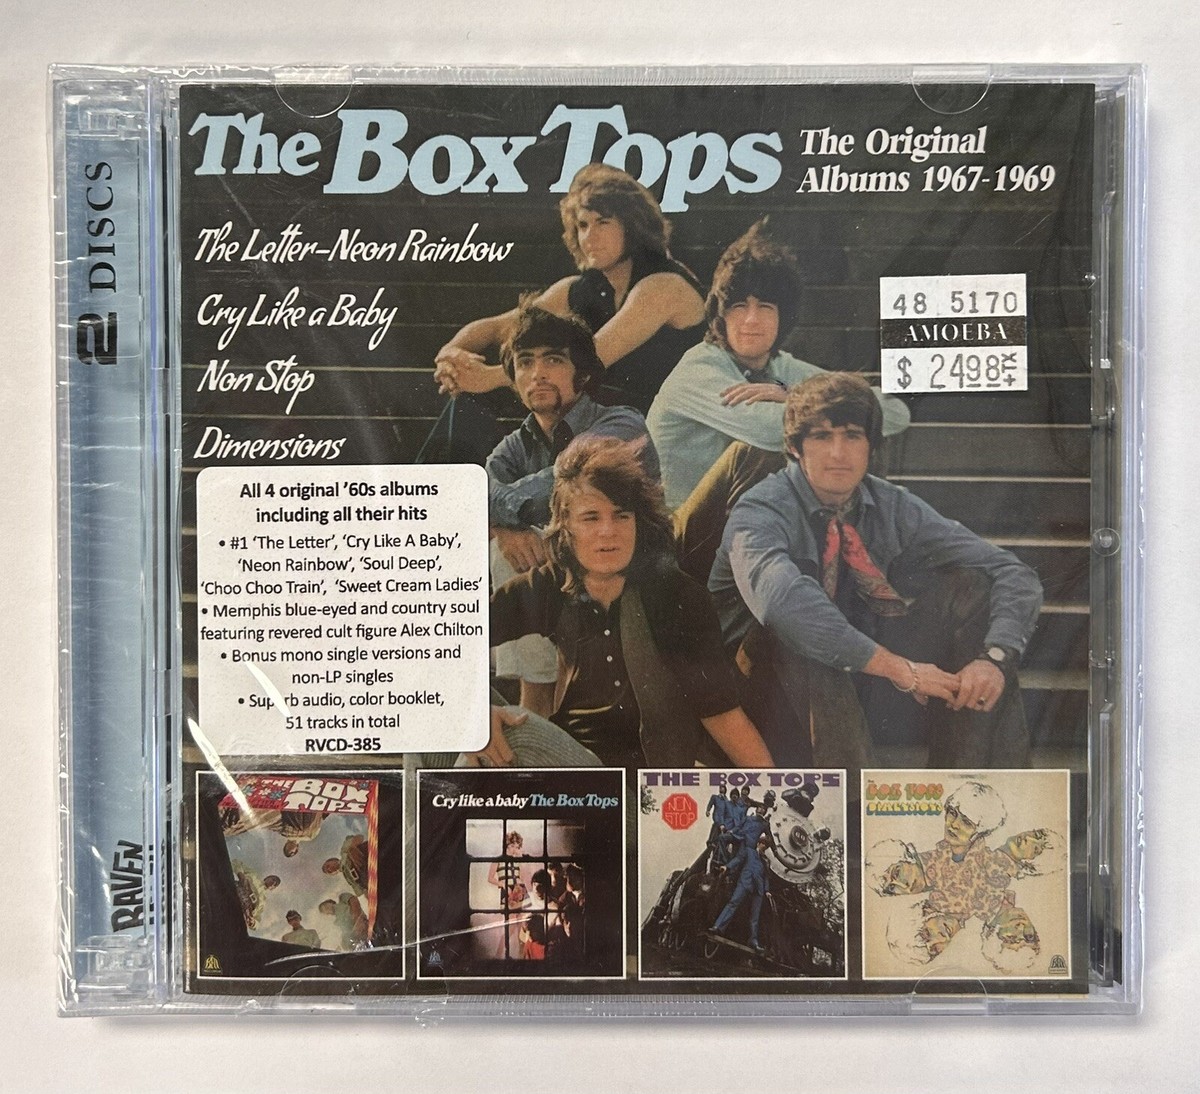 The Box Tops
The Original
Albums 1967-1969
The Letter-Neon Rainbow
Cry Like a Baby
Non Stop
Dimensions
48 5170
AMOEBA
$ 2498
All 4 original '60s albums
including all their hits
• #1 'The Letter', 'Cry Like A Baby',
'Neon Rainbow', 'Soul Deep',
'Choo Choo Train', 'Sweet Cream Ladies'
• Memphis blue-eyed and country soul
featuring revered cult figure Alex Chilton
• Bonus mono single versions and
non-LP singles
• Superb audio, color booklet,
51 tracks in total
RVCD-385
2 DISCS
RAVEN
THE
BOX
TOPS
Cry like a baby The Box Tops
THE BOX TOPS
NON
STOP
BOX TOPS
DIMENSIONS